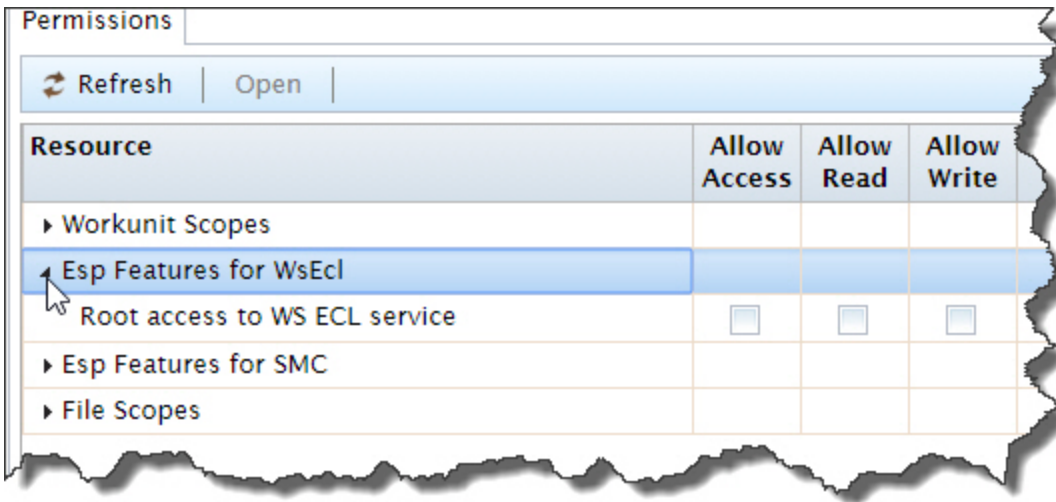 Permissions
Refresh Open
Resource Allow Access Allow Read Allow Write
Workunit Scopes
Esp Features for WsEcl
Root access to WS ECL service
Esp Features for SMC
File Scopes